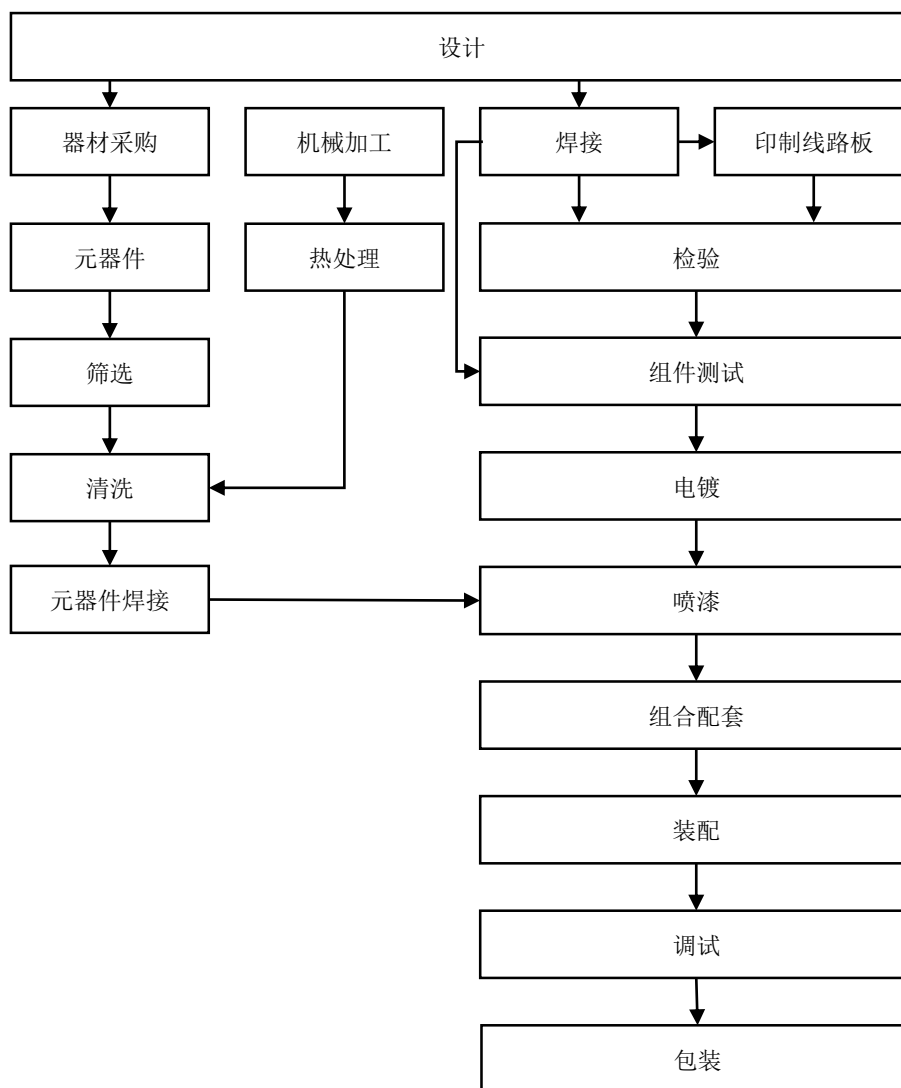 设计
器材采购
机械加工
焊接
印制线路板
元器件
热处理
检验
筛选
组件测试
清洗
电镀
元器件焊接
喷漆
组合配套
装配
调试
包装